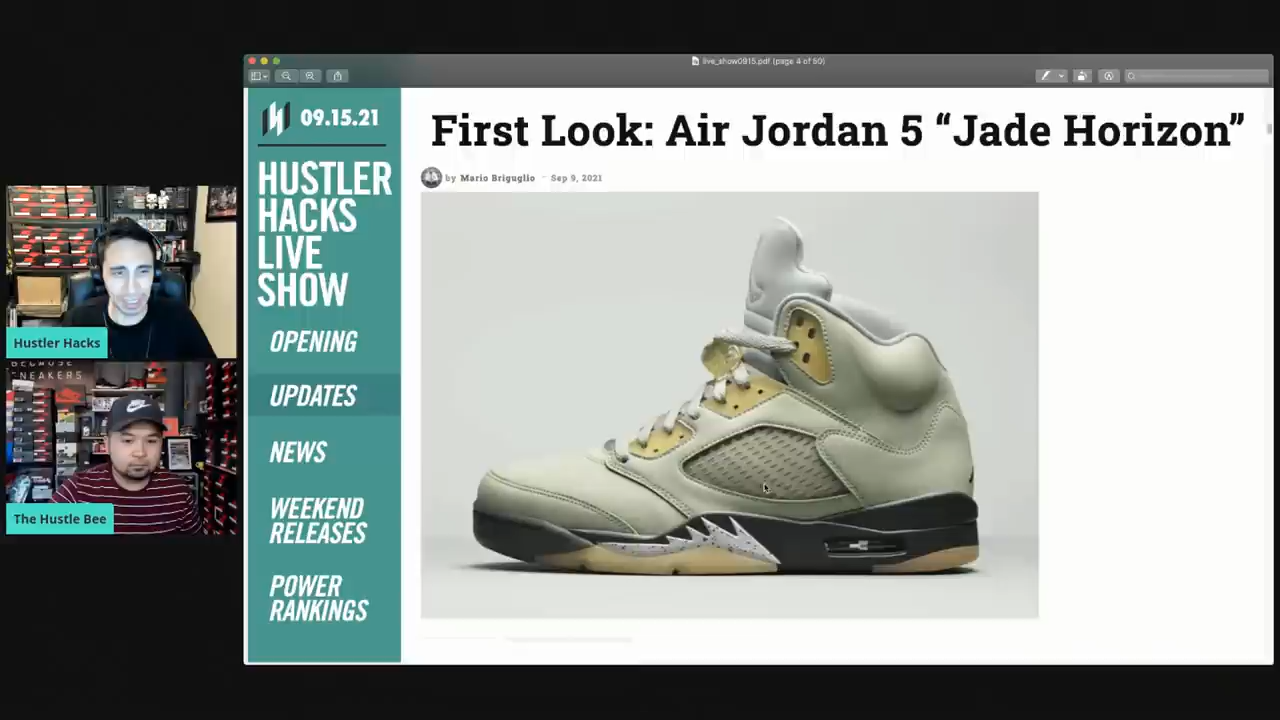 live_show0915.pdf (page 4 of 50)
09.15.21
HUSTLER
HACKS
LIVE
SHOW
OPENING
UPDATES
NEWS
WEEKEND
RELEASES
POWER
RANKINGS
First Look: Air Jordan 5 “Jade Horizon”
by Mario Briguglio – Sep 9, 2021
Hustler Hacks
BECAUSE
SNEAKERS
The Hustle Bee